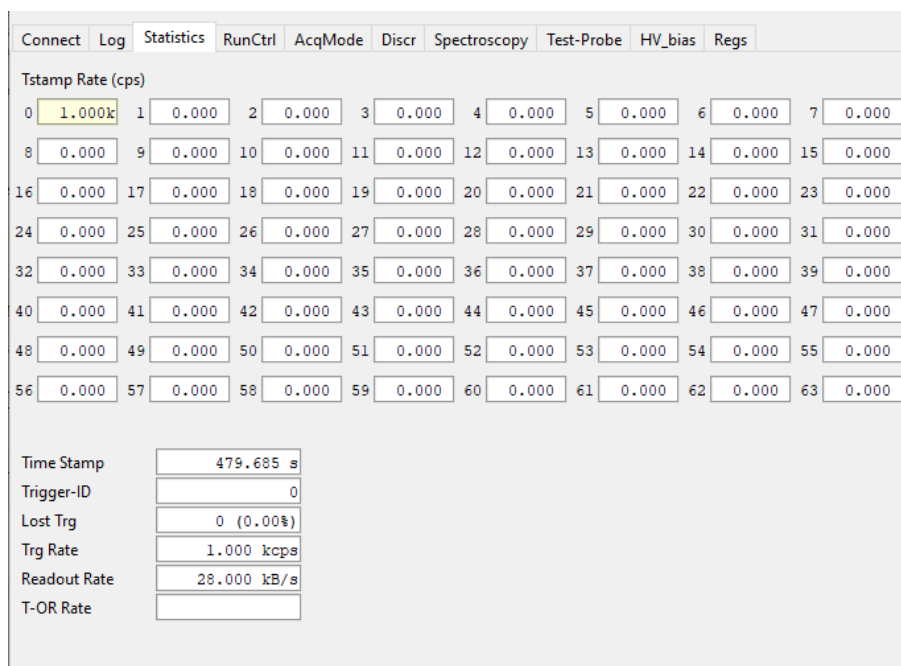 Connect Log Statistics RunCtrl AcqMode Discr Spectroscopy Test-Probe HV_bias Regs
Tstamp Rate (cps)
0 1.000k 1 0.000 2 0.000 3 0.000 4 0.000 5 0.000 6 0.000 7 0.000
8 0.000 9 0.000 10 0.000 11 0.000 12 0.000 13 0.000 14 0.000 15 0.000
16 0.000 17 0.000 18 0.000 19 0.000 20 0.000 21 0.000 22 0.000 23 0.000
24 0.000 25 0.000 26 0.000 27 0.000 28 0.000 29 0.000 30 0.000 31 0.000
32 0.000 33 0.000 34 0.000 35 0.000 36 0.000 37 0.000 38 0.000 39 0.000
40 0.000 41 0.000 42 0.000 43 0.000 44 0.000 45 0.000 46 0.000 47 0.000
48 0.000 49 0.000 50 0.000 51 0.000 52 0.000 53 0.000 54 0.000 55 0.000
56 0.000 57 0.000 58 0.000 59 0.000 60 0.000 61 0.000 62 0.000 63 0.000
Time Stamp 479.685 s
Trigger-ID 0
Lost Trg 0 (0.00%)
Trg Rate 1.000 kcps
Readout Rate 28.000 kB/s
T-OR Rate